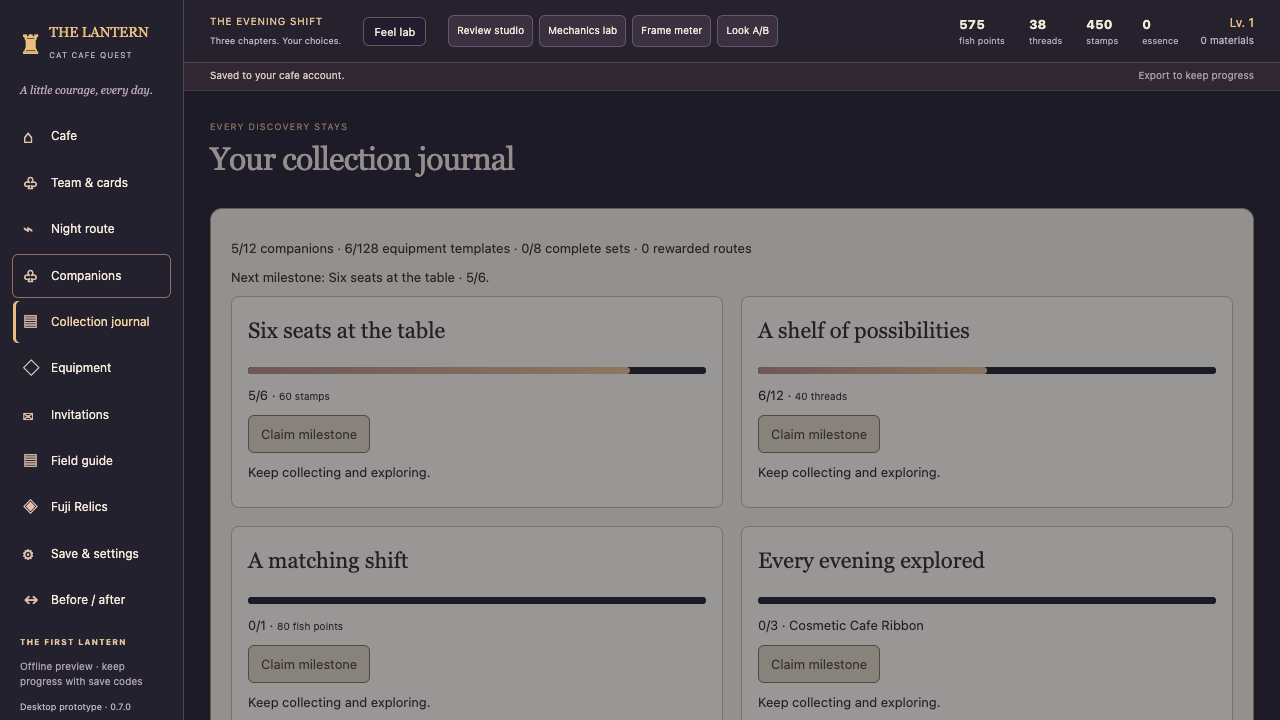 THE LANTERN
CAT CAFE QUEST
A little courage, every day.
Cafe
Team & cards
Night route
Companions
Collection journal
Equipment
Invitations
Field guide
Fuji Relics
Save & settings
Before / after
THE FIRST LANTERN
Offline preview · keep
progress with save codes
Desktop prototype · 0.7.0
THE EVENING SHIFT
Three chapters. Your choices.
Feel lab
Review studio
Mechanics lab
Frame meter
Look A/B
575
fish points
38
threads
450
stamps
0
essence
Lv. 1
0 materials
Saved to your cafe account.
Export to keep progress
EVERY DISCOVERY STAYS
Your collection journal
5/12 companions · 6/128 equipment templates · 0/8 complete sets · 0 rewarded routes
Next milestone: Six seats at the table · 5/6.
Six seats at the table
5/6 · 60 stamps
Claim milestone
Keep collecting and exploring.
A shelf of possibilities
6/12 · 40 threads
Claim milestone
Keep collecting and exploring.
A matching shift
0/1 · 80 fish points
Claim milestone
Keep collecting and exploring.
Every evening explored
0/3 · Cosmetic Cafe Ribbon
Claim milestone
Keep collecting and exploring.